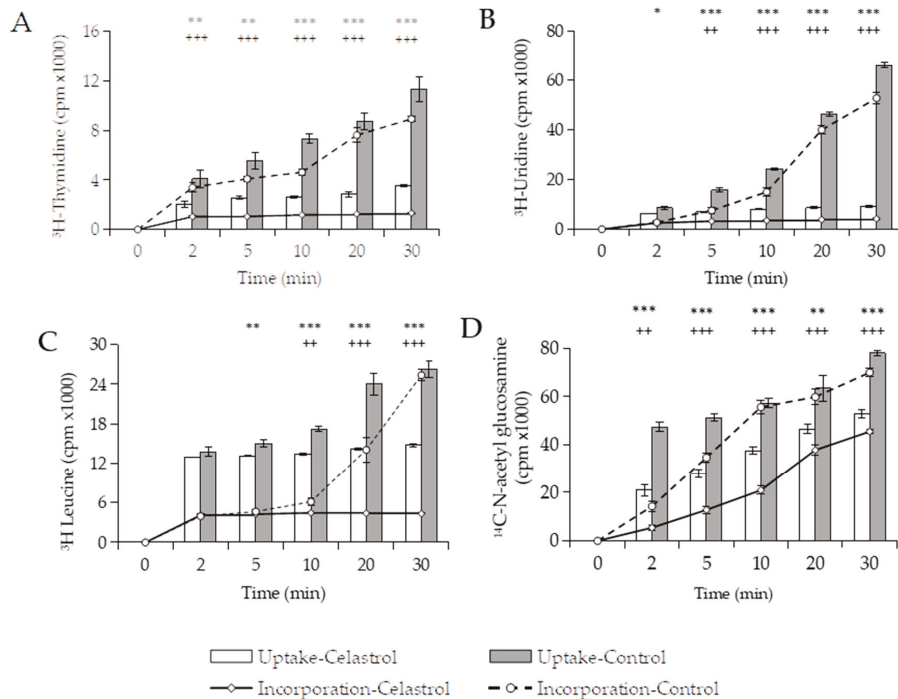 A
** ** *** *** ***
+++ +++ +++ +++ +++
³H-Thymidine (cpm x1000)
16
12
8
4
0
0 2 5 10 20 30
Time (min)
B
* *** *** *** ***
++ +++ +++ +++
³H-Uridine (cpm x1000)
80
60
40
20
0
0 2 5 10 20 30
Time (min)
C
** *** *** ***
++ +++ +++
³H Leucine (cpm x1000)
30
24
18
12
6
0
0 2 5 10 20 30
Time (min)
D
*** *** *** ** ***
++ +++ +++ +++ +++
¹⁴C-N-acetyl glucosamine
(cpm x1000)
80
60
40
20
0
0 2 5 10 20 30
Time (min)
Uptake-Celastrol Uptake-Control
Incorporation-Celastrol Incorporation-Control